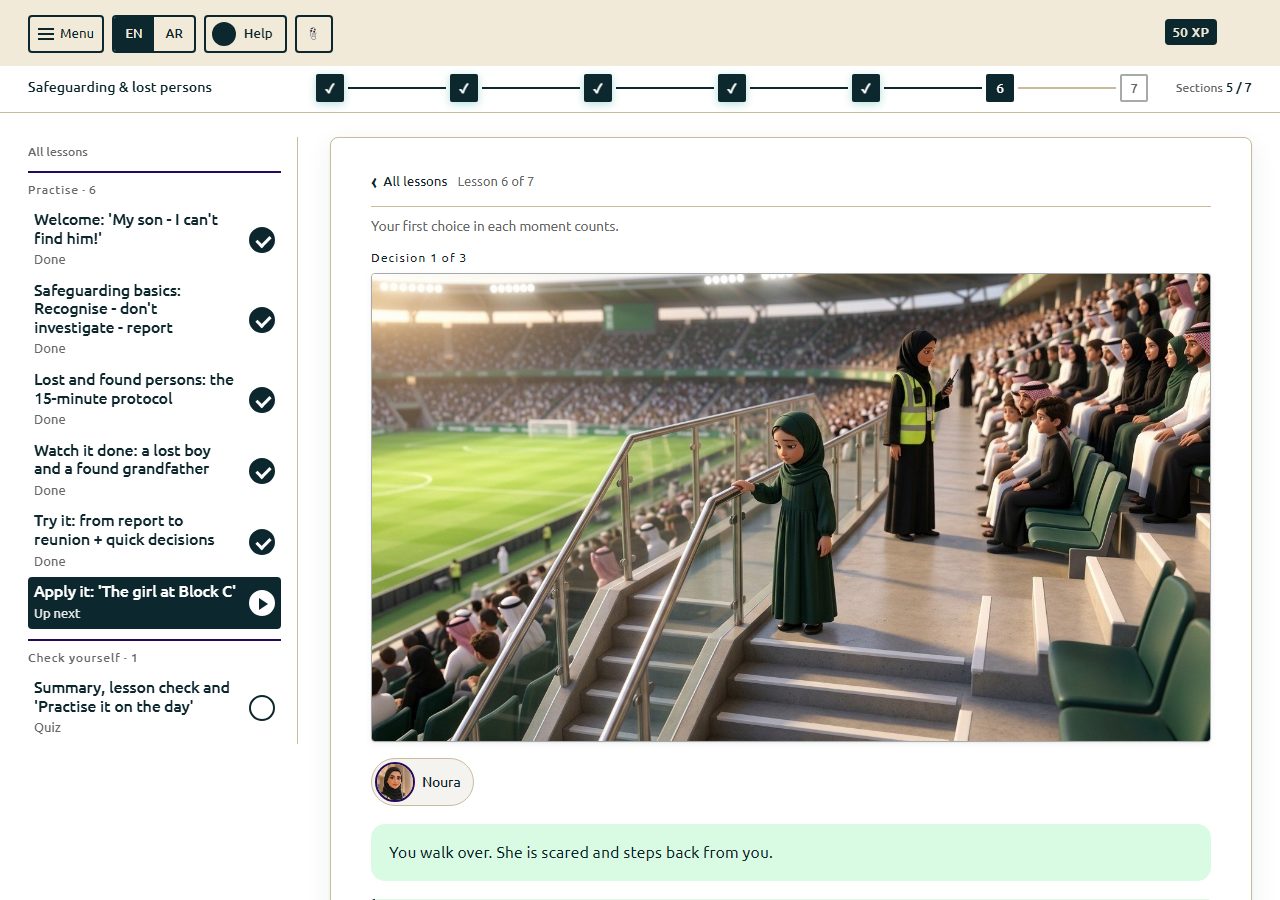 Menu
EN
AR
Help
50 XP
Safeguarding & lost persons
6
7
Sections 5 / 7
All lessons
Practise - 6
Welcome: 'My son - I can't
find him!'
Done
Safeguarding basics:
Recognise - don't
investigate - report
Done
Lost and found persons: the
15-minute protocol
Done
Watch it done: a lost boy
and a found grandfather
Done
Try it: from report to
reunion + quick decisions
Done
Apply it: 'The girl at Block C'
Up next
Check yourself - 1
Summary, lesson check and
'Practise it on the day'
Quiz
‹ All lessons Lesson 6 of 7
Your first choice in each moment counts.
Decision 1 of 3
Noura
You walk over. She is scared and steps back from you.